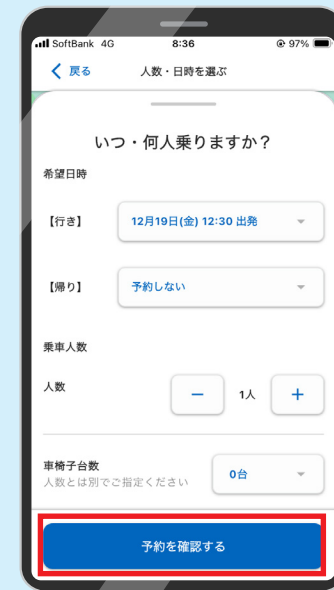 SoftBank 4G 8:36 97%
戻る 人数・日時を選ぶ
いつ・何人乗りますか？
希望日時
【行き】 12月19日(金) 12:30 出発
【帰り】 予約しない
乗車人数
人数 − 1人 +
車椅子台数
人数とは別でご指定ください 0台
予約を確認する